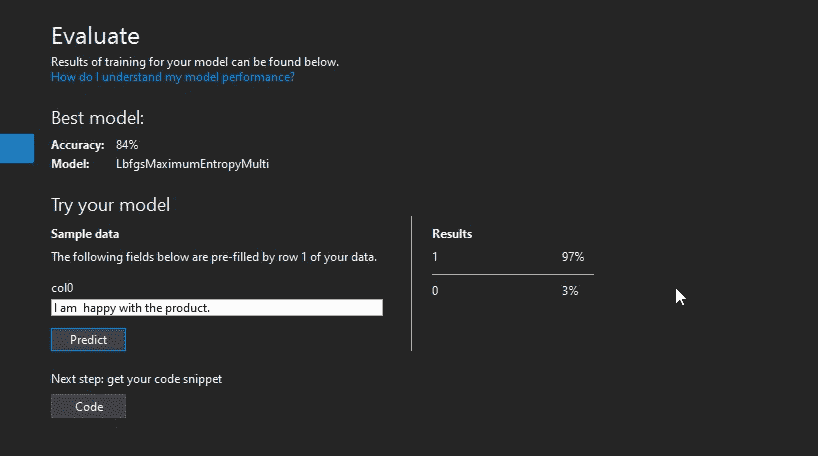 Evaluate
Results of training for your model can be found below.
How do I understand my model performance?
Best model:
Accuracy: 84%
Model: LbfgsMaximumEntropyMulti
Try your model
Sample data
The following fields below are pre-filled by row 1 of your data.
col0
I am  happy with the product.
Predict
Results
1 97%
0 3%
Next step: get your code snippet
Code